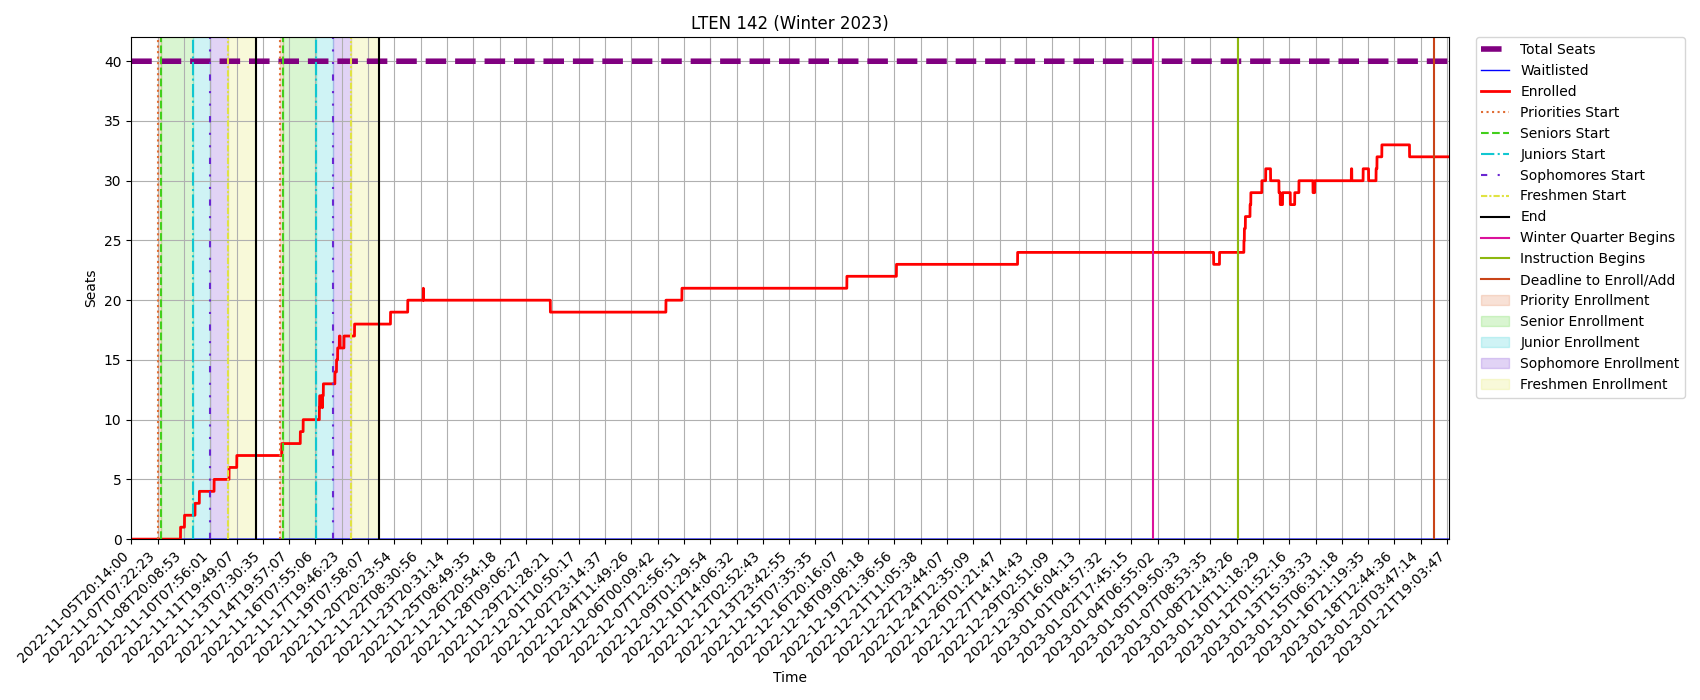 LTEN 142 (Winter 2023)
Seats
40
35
30
25
20
15
10
5
0
2022-11-05T20:14:00
2022-11-07T07:22:23
2022-11-08T20:08:53
2022-11-10T07:56:01
2022-11-11T19:49:07
2022-11-13T07:30:35
2022-11-14T19:57:07
2022-11-16T07:55:06
2022-11-17T19:46:23
2022-11-19T07:58:07
2022-11-20T20:23:54
2022-11-22T08:30:56
2022-11-23T20:31:14
2022-11-25T08:49:35
2022-11-26T20:54:18
2022-11-28T09:06:27
2022-11-29T21:28:21
2022-12-01T10:50:17
2022-12-02T23:14:37
2022-12-04T11:49:26
2022-12-06T00:09:42
2022-12-07T12:56:51
2022-12-09T01:29:54
2022-12-10T14:06:32
2022-12-12T02:52:43
2022-12-13T23:42:55
2022-12-15T07:35:35
2022-12-16T20:16:07
2022-12-18T09:08:18
2022-12-19T21:36:56
2022-12-21T11:05:38
2022-12-22T23:44:07
2022-12-24T12:35:09
2022-12-26T01:21:47
2022-12-27T14:14:43
2022-12-29T02:51:09
2022-12-30T16:04:13
2023-01-01T04:57:32
2023-01-02T17:45:15
2023-01-04T06:55:02
2023-01-05T19:50:33
2023-01-07T08:53:35
2023-01-08T21:43:26
2023-01-10T11:18:29
2023-01-12T01:52:16
2023-01-13T15:33:33
2023-01-15T06:31:18
2023-01-16T21:19:35
2023-01-18T12:44:36
2023-01-20T03:47:14
2023-01-21T19:03:47
Time
Total Seats
Waitlisted
Enrolled
Priorities Start
Seniors Start
Juniors Start
Sophomores Start
Freshmen Start
End
Winter Quarter Begins
Instruction Begins
Deadline to Enroll/Add
Priority Enrollment
Senior Enrollment
Junior Enrollment
Sophomore Enrollment
Freshmen Enrollment